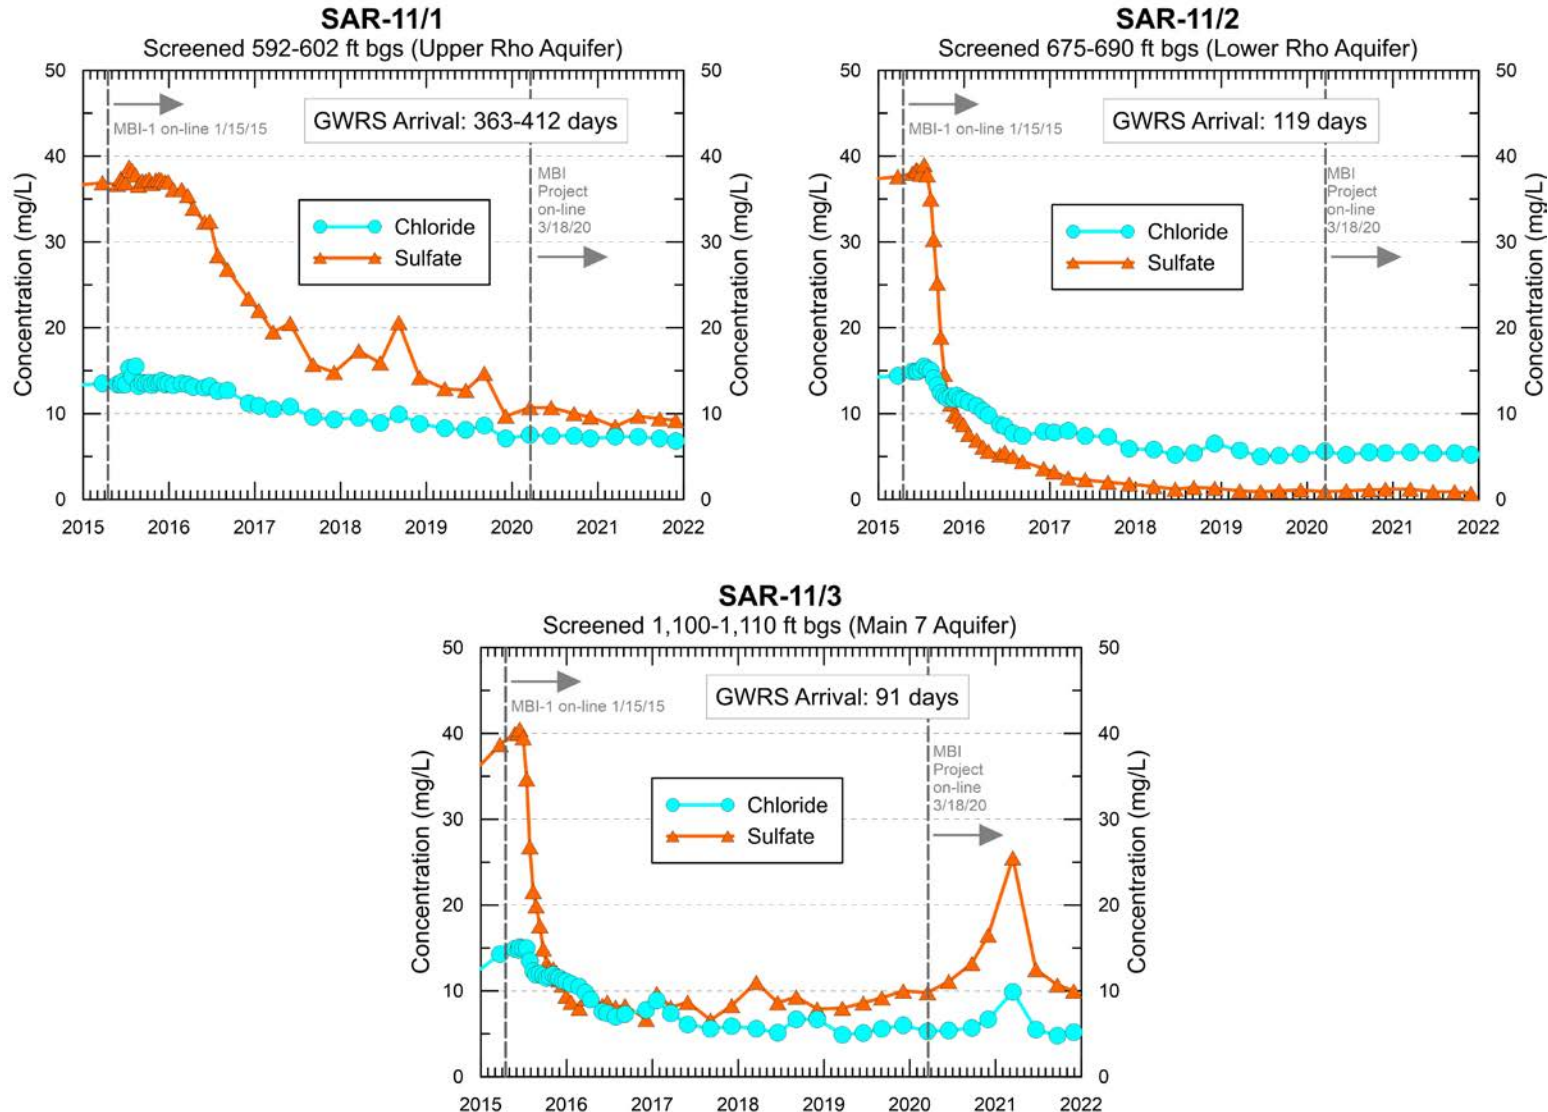 SAR-11/1
Screened 592-602 ft bgs (Upper Rho Aquifer)
Concentration (mg/L)
50
40
30
20
10
0
MBI-1 on-line 1/15/15
GWRS Arrival: 363-412 days
MBI
Project
on-line
3/18/20
Chloride
Sulfate
50
40
30
20
10
0
Concentration (mg/L)
2015 2016 2017 2018 2019 2020 2021 2022
SAR-11/2
Screened 675-690 ft bgs (Lower Rho Aquifer)
Concentration (mg/L)
50
40
30
20
10
0
MBI-1 on-line 1/15/15
GWRS Arrival: 119 days
MBI
Project
on-line
3/18/20
Chloride
Sulfate
50
40
30
20
10
0
Concentration (mg/L)
2015 2016 2017 2018 2019 2020 2021 2022
SAR-11/3
Screened 1,100-1,110 ft bgs (Main 7 Aquifer)
Concentration (mg/L)
50
40
30
20
10
0
MBI-1 on-line 1/15/15
GWRS Arrival: 91 days
MBI
Project
on-line
3/18/20
Chloride
Sulfate
50
40
30
20
10
0
Concentration (mg/L)
2015 2016 2017 2018 2019 2020 2021 2022